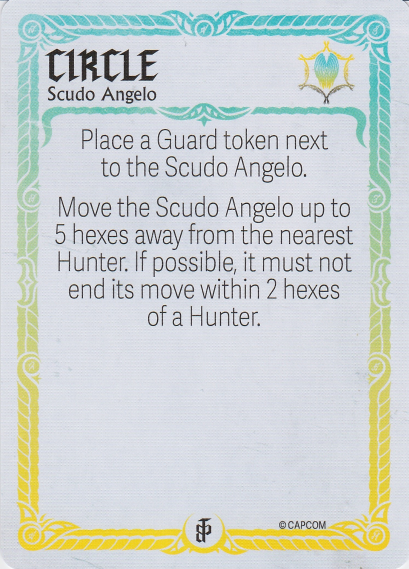 CIRCLE
Scudo Angelo
Place a Guard token next
to the Scudo Angelo.
Move the Scudo Angelo up to
5 hexes away from the nearest
Hunter. If possible, it must not
end its move within 2 hexes
of a Hunter.
© CAPCOM